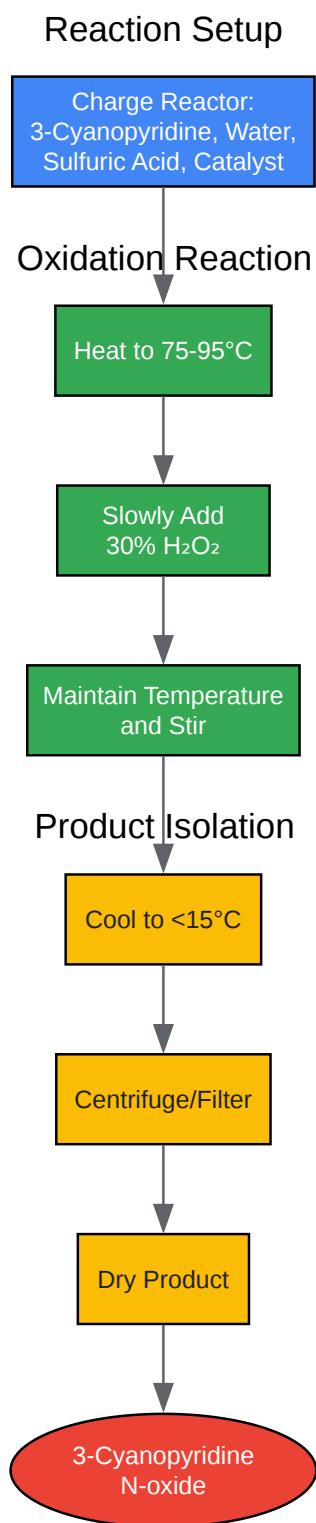 Reaction Setup
Charge Reactor:
3-Cyanopyridine, Water,
Sulfuric Acid, Catalyst
Oxidation Reaction
Heat to 75-95°C
Slowly Add
30% H₂O₂
Maintain Temperature
and Stir
Product Isolation
Cool to <15°C
Centrifuge/Filter
Dry Product
3-Cyanopyridine
N-oxide